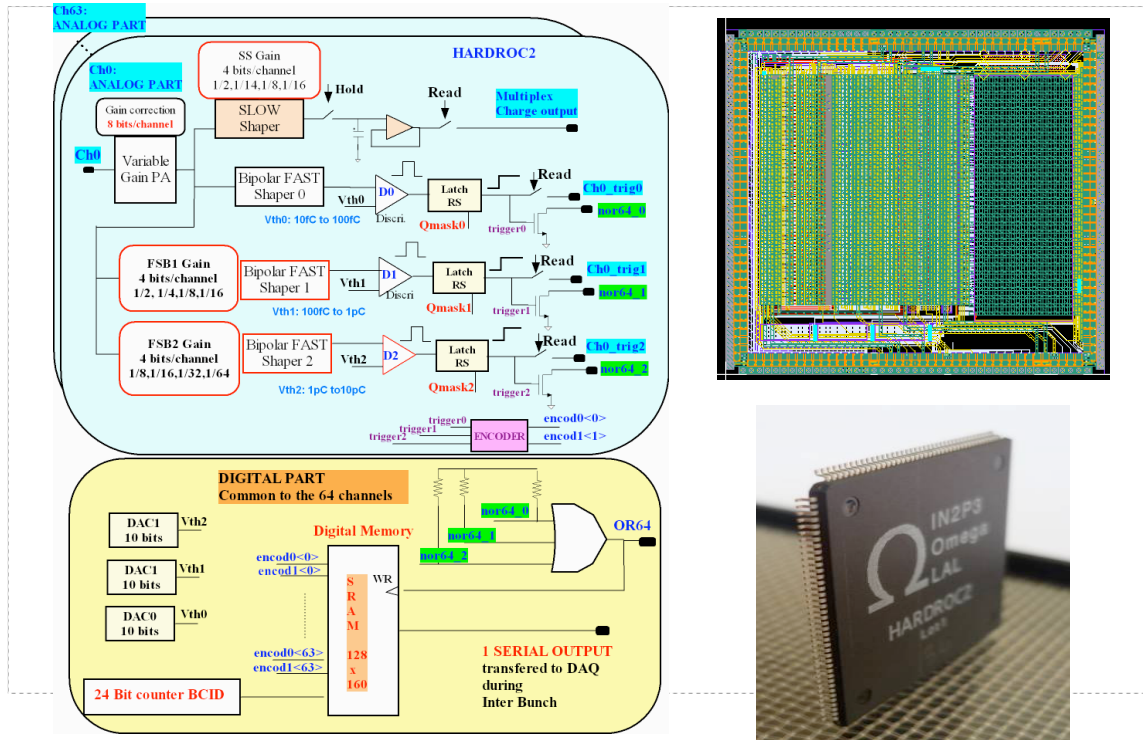 Ch63:
ANALOG PART
Ch0:
ANALOG PART
HARDROC2
SS Gain
4 bits/channel
1/2,1/14,1/8,1/16
Gain correction
8 bits/channel
SLOW
Shaper
Hold
Read
Multiplex
Charge output
Ch0
Variable
Gain PA
Bipolar FAST
Shaper 0
Vth0
D0
Discri.
Latch
RS
Read
Ch0_trig0
nor64_0
Vth0: 10fC to 100fC
Qmask0
trigger0
FSB1 Gain
4 bits/channel
1/2, 1/4,1/8,1/16
Bipolar FAST
Shaper 1
Vth1
D1
Discri
Latch
RS
Read
Ch0_trig1
nor64_1
Vth1: 100fC to 1pC
Qmask1
trigger1
FSB2 Gain
4 bits/channel
1/8,1/16,1/32,1/64
Bipolar FAST
Shaper 2
Vth2
D2
Latch
RS
Read
Ch0_trig2
nor64_2
Vth2: 1pC to10pC
Qmask2
trigger2
trigger0
trigger1
trigger2
ENCODER
encod0<0>
encod1<1>
DIGITAL PART
Common to the 64 channels
DAC1
10 bits
Vth2
DAC1
10 bits
Vth1
DAC0
10 bits
Vth0
Digital Memory
nor64_0
nor64_1
nor64_2
OR64
encod0<0>
encod1<0>
WR
SRAM
128
x
160
encod0<63>
encod1<63>
24 Bit counter BCID
1 SERIAL OUTPUT
transfered to DAQ
during
Inter Bunch
Ω
IN2P3
Omega
LAL
HARDROC2